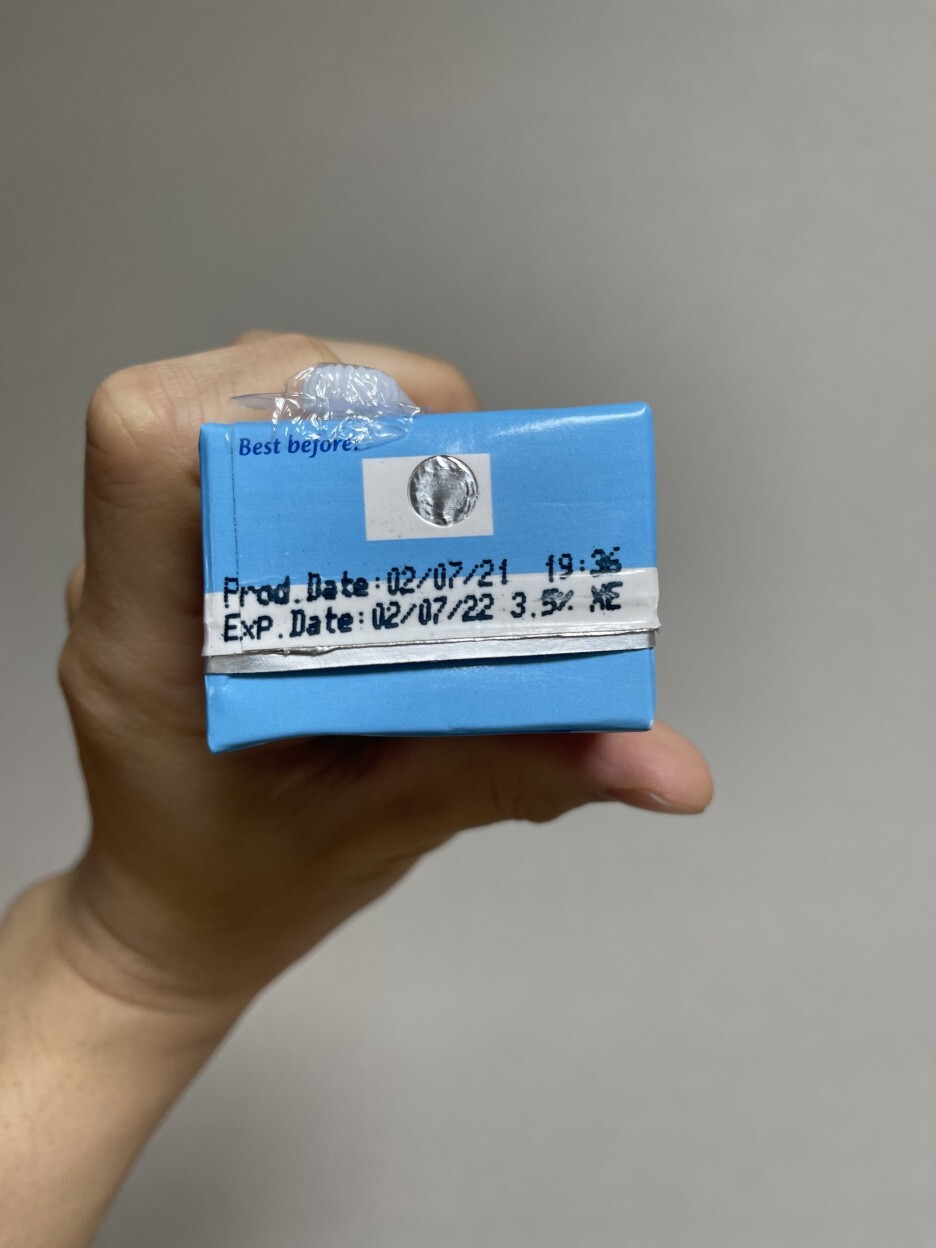 Best before:
Prod.Date:02/07/21 19:36
Exp.Date:02/07/22 3.5% XE